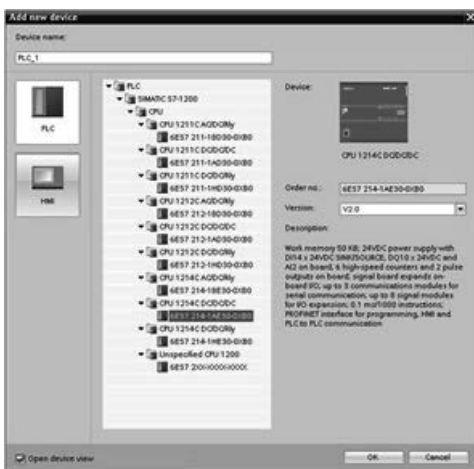 Add new device
Device name:
PLC_1
PLC
HMI
PLC
SIMATIC S7-1200
CPU
CPU 1211C AC/DC/Rly
6ES7 211-1BD30-0XB0
CPU 1211C DC/DC/DC
6ES7 211-1AD30-0XB0
CPU 1211C DC/DC/Rly
6ES7 211-1HD30-0XB0
CPU 1212C AC/DC/Rly
6ES7 212-1BD30-0XB0
CPU 1212C DC/DC/DC
6ES7 212-1AD30-0XB0
CPU 1212C DC/DC/Rly
6ES7 212-1HD30-0XB0
CPU 1214C AC/DC/Rly
6ES7 214-1BE30-0XB0
CPU 1214C DC/DC/DC
6ES7 214-1AE30-0XB0
CPU 1214C DC/DC/Rly
6ES7 214-1HE30-0XB0
Unspecified CPU 1200
6ES7 2XX-XXXXX-XXXX
Device:
CPU 1214C DC/DC/DC
Order no.: 6ES7 214-1AE30-0XB0
Version: V2.0
Description:
Work memory 50 KB; 24VDC power supply with
DI14 x 24VDC SINK/SOURCE, DQ10 x 24VDC and
AI2 on board, 6 high-speed counters and 2 pulse
outputs on board; signal board expands on-
board I/O; up to 3 communications modules for
serial communication; up to 8 signal modules
for I/O expansion; 0.1 ms/1000 instructions;
PROFINET interface for programming, HMI and
PLC to PLC communication
Open device view
OK
Cancel